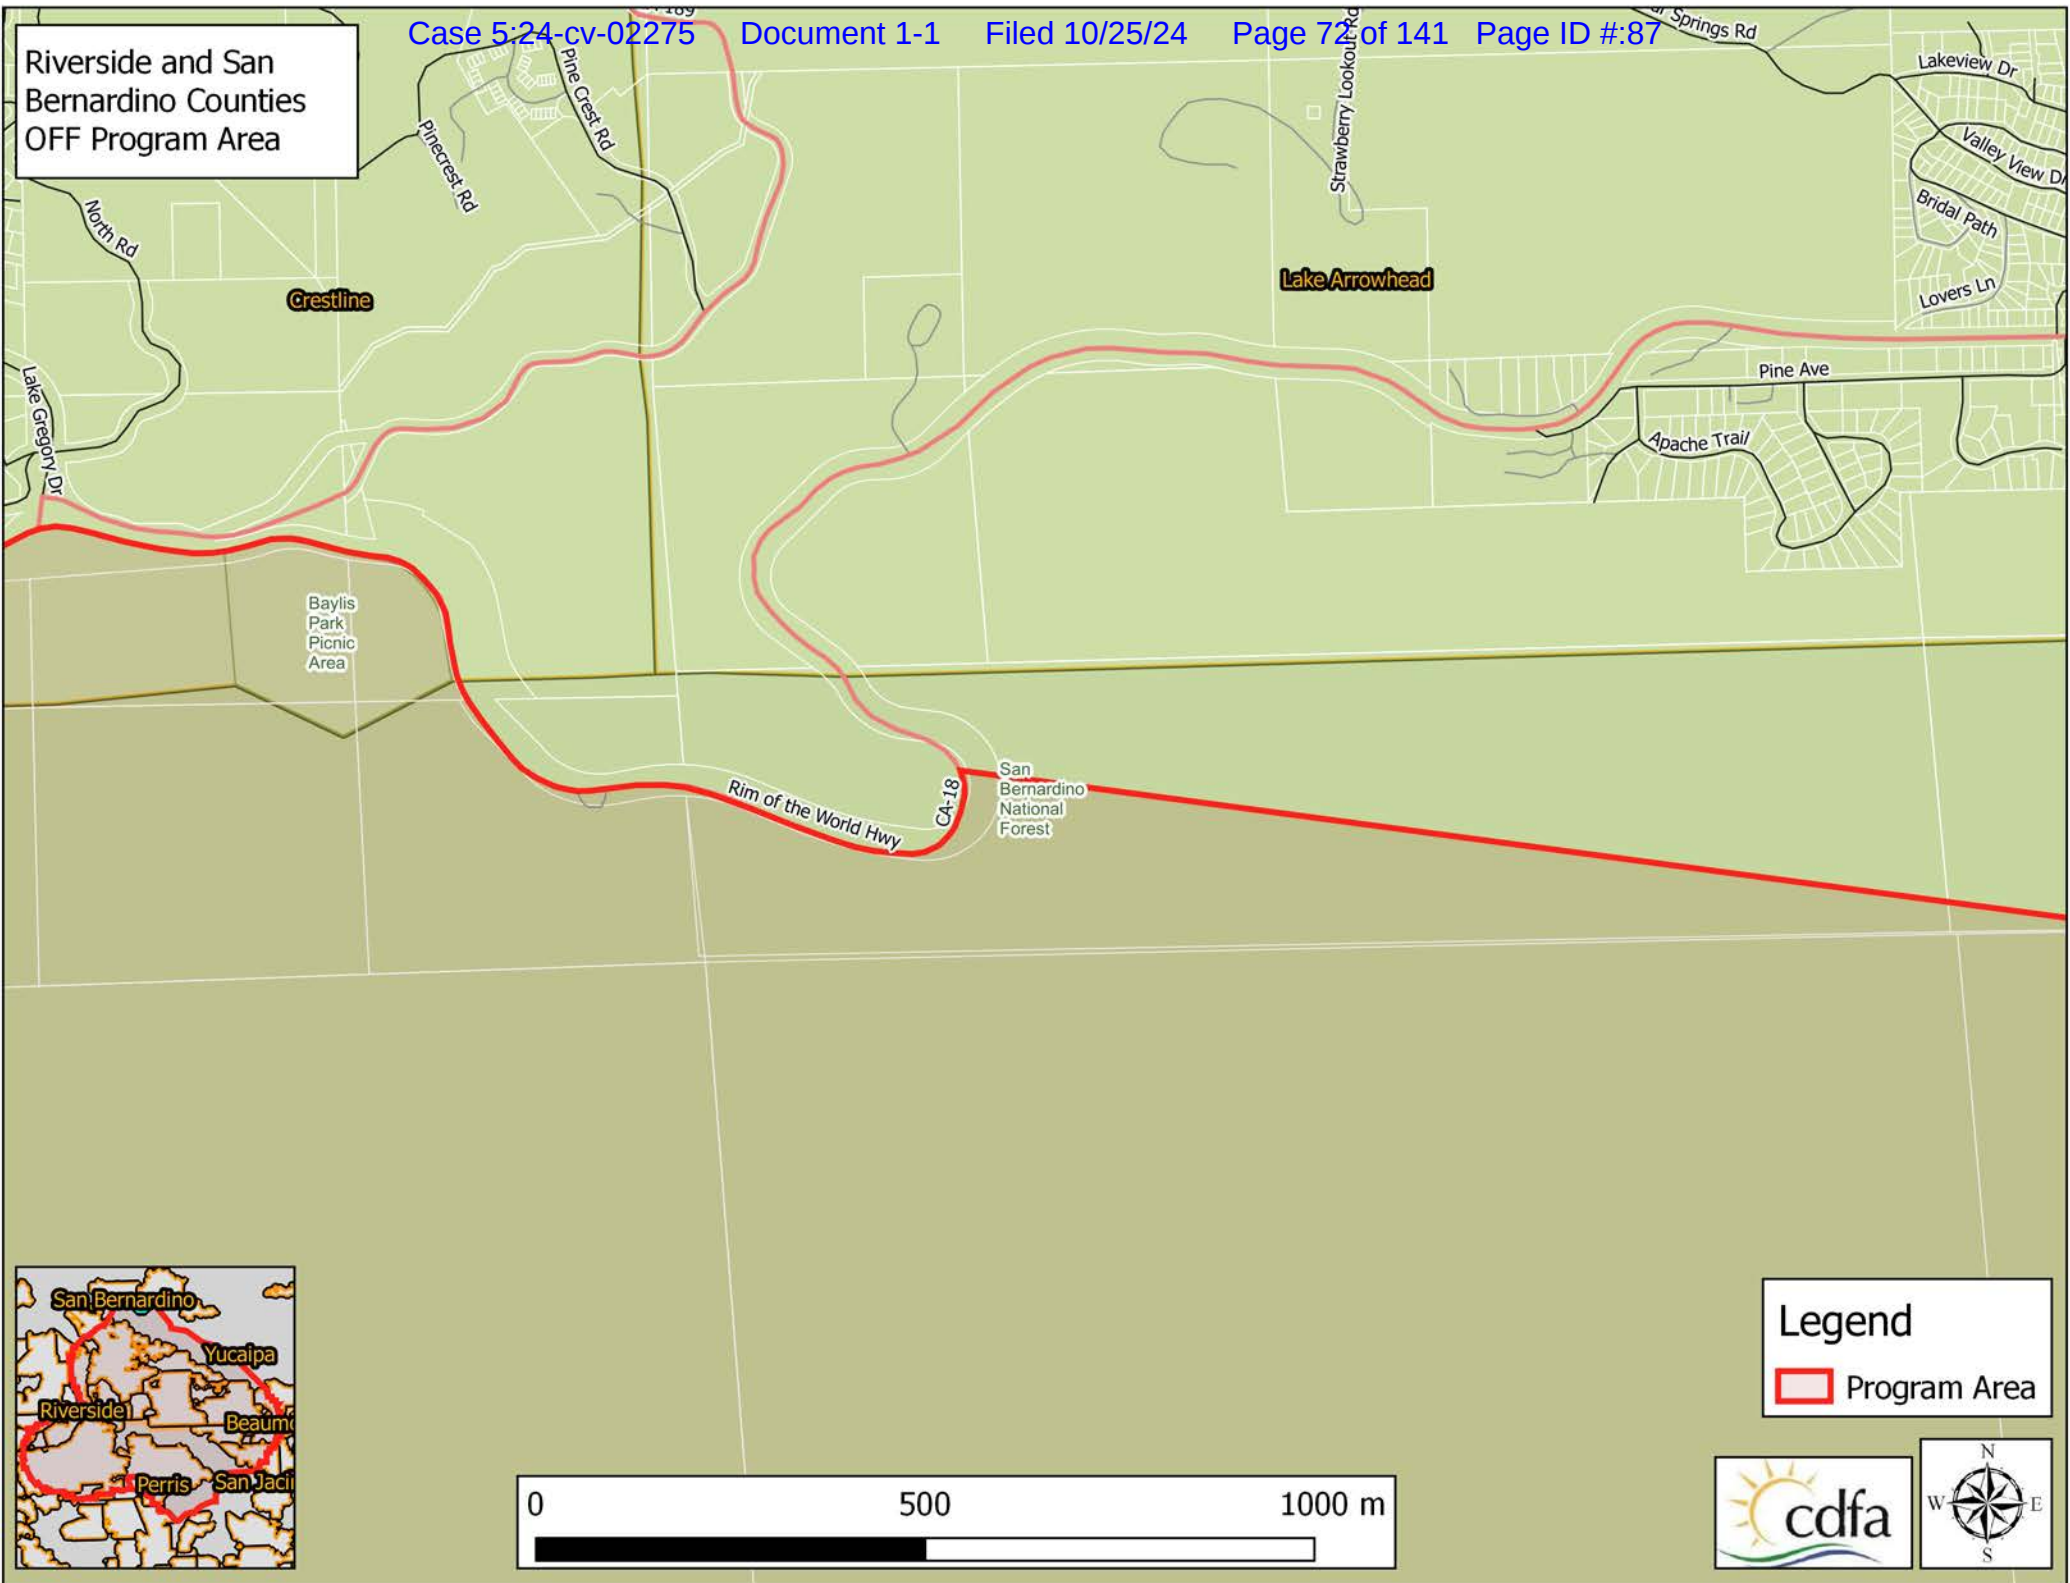 Case 5:24-cv-02275 Document 1-1 Filed 10/25/24 Page 72 of 141 Page ID #:87
Riverside and San
Bernardino Counties
OFF Program Area
Pine Crest Rd
Pinecrest Rd
North Rd
Lake Gregory Dr
Crestline
Strawberry Lookout Rd
Springs Rd
Lakeview Dr
Valley View Dr
Bridal Path
Lovers Ln
Lake Arrowhead
Pine Ave
Apache Trail
Baylis
Park
Picnic
Area
Rim of the World Hwy
CA-18
San
Bernardino
National
Forest
San Bernardino
Yucaipa
Riverside
Beaum
Perris
San Jaci
0 500 1000 m
Legend
Program Area
cdfa
N
W E
S